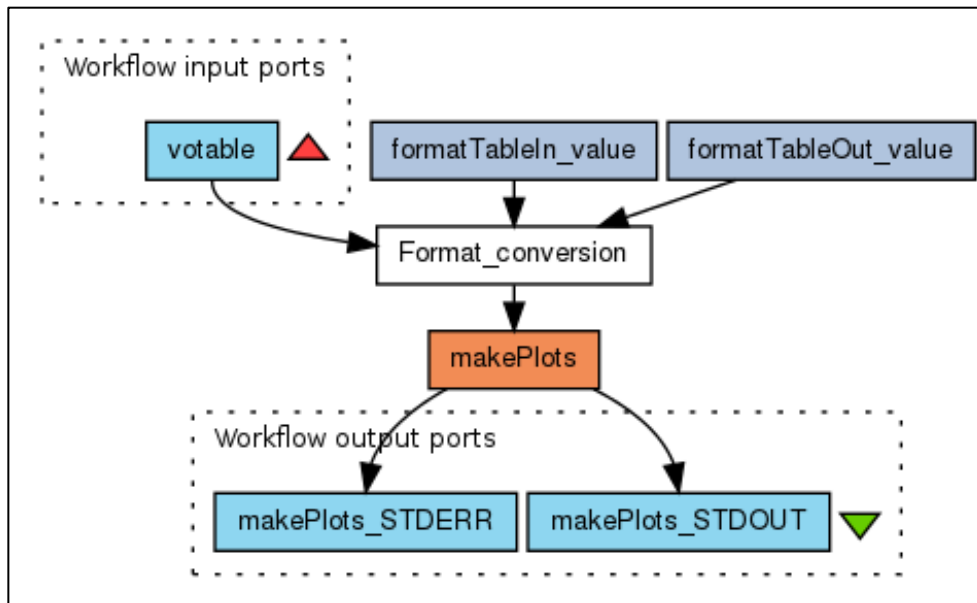 Workflow input ports
votable
formatTableIn_value
formatTableOut_value
Format_conversion
makePlots
Workflow output ports
makePlots_STDERR
makePlots_STDOUT